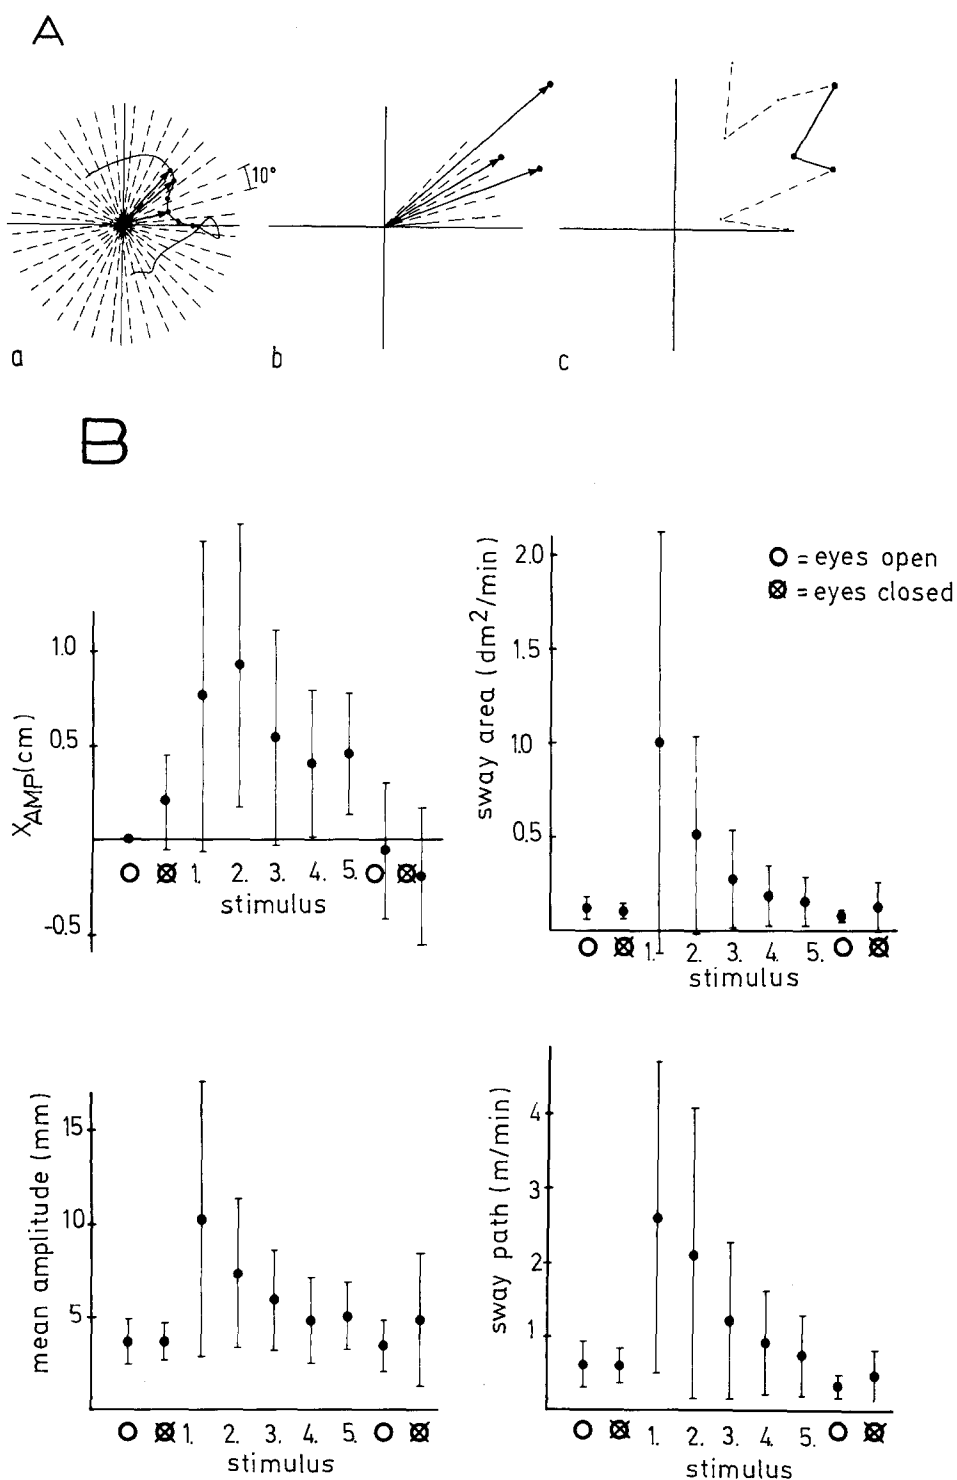 A
10°
a
b
c
B
2.0
1.5
1.0
0.5
sway area (dm²/min)
O = eyes open
⊗ = eyes closed
1.0
0.5
-0.5
X_AMP (cm)
1. 2. 3. 4. 5.
stimulus
1. 2. 3. 4. 5.
stimulus
15
10
5
mean amplitude (mm)
1. 2. 3. 4. 5.
stimulus
4
3
2
1
sway path (m/min)
1. 2. 3. 4. 5.
stimulus